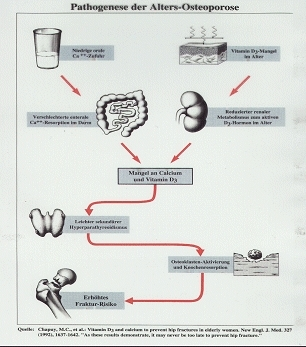 Pathogenese der Alters-Osteoporose
Niedrige orale
Ca++-Zufuhr
Vitamin D3-Mangel
im Alter
Verschlechterte enterale
Ca++-Resorption im Darm
Reduzierter renaler
Metabolismus zum aktiven
D3-Hormon im Alter
Mangel an Calcium
und Vitamin D3
Leichter sekundärer
Hyperparathyreoidismus
Osteoklasten-Aktivierung
und Knochenresorption
Erhöhtes
Fraktur-Risiko
Quelle: Chapuy, M.C., et al.: Vitamin D3 and calcium to prevent hip fractures in elderly women. New Engl. J. Med. 327
(1992), 1637-1642. "As these results demonstrate, it may never be too late to prevent hip fracture."